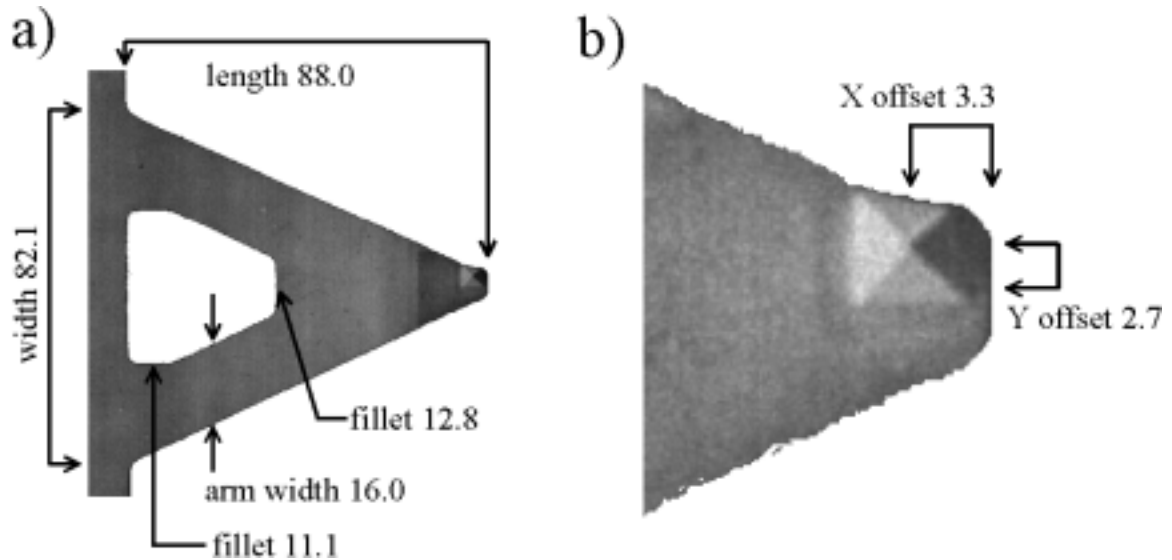 a)
length 88.0
width 82.1
fillet 12.8
arm width 16.0
fillet 11.1
b)
X offset 3.3
Y offset 2.7